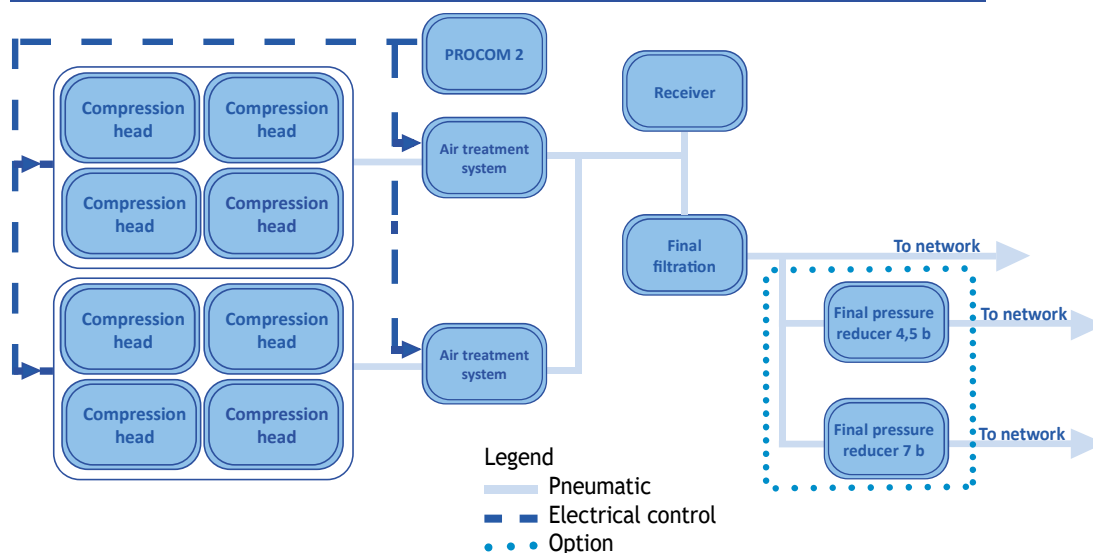 PROCOM 2
Receiver
Compression
head
Compression
head
Air treatment
system
Compression
head
Compression
head
Final
filtration
To network
Compression
head
Compression
head
Final pressure
reducer 4,5 b
To network
Air treatment
system
Compression
head
Compression
head
Final pressure
reducer 7 b
To network
Legend
Pneumatic
Electrical control
Option